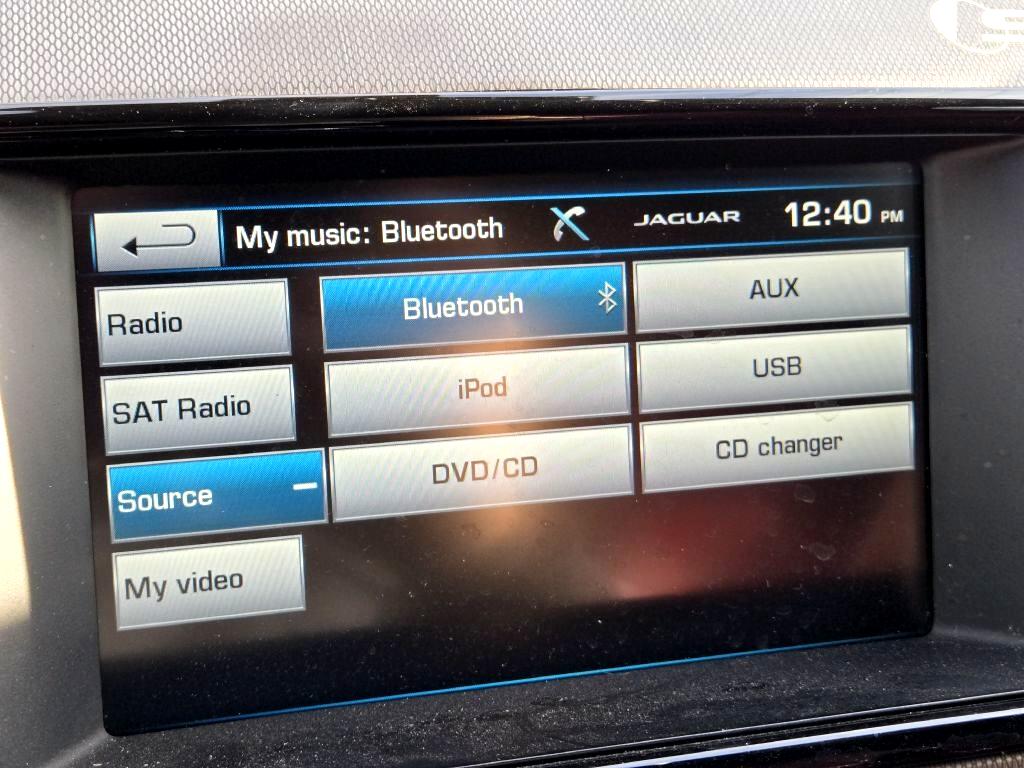 My music: Bluetooth
JAGUAR
12:40 PM
Radio
Bluetooth
AUX
SAT Radio
iPod
USB
Source
DVD/CD
CD changer
My video